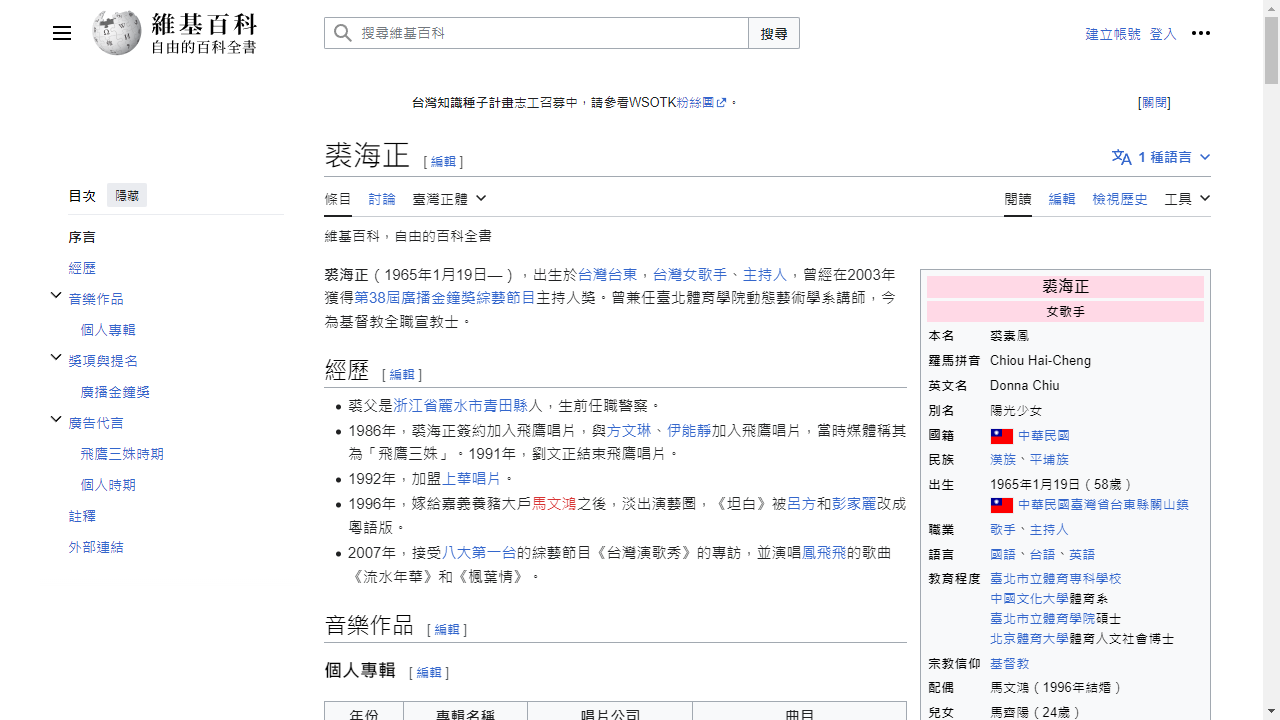 維基百科
自由的百科全書
搜尋維基百科
搜尋
建立帳號 登入
台灣知識種子計畫志工召募中，請參看WSOTK粉絲團。
[關閉]
裘海正 [編輯]
1 種語言
目次 隱藏
序言
經歷
音樂作品
個人專輯
獎項與提名
廣播金鐘獎
廣告代言
飛鷹三姝時期
個人時期
註釋
外部連結
條目 討論 臺灣正體
閱讀 編輯 檢視歷史 工具
維基百科，自由的百科全書
裘海正（1965年1月19日—），出生於台灣台東，台灣女歌手、主持人，曾經在2003年
獲得第38屆廣播金鐘獎綜藝節目主持人獎。曾兼任臺北體育學院動態藝術學系講師，今
為基督教全職宣教士。
經歷 [編輯]
裘父是浙江省麗水市青田縣人，生前任職警察。
1986年，裘海正簽約加入飛鷹唱片，與方文琳、伊能靜加入飛鷹唱片，當時媒體稱其
為「飛鷹三姝」。1991年，劉文正結束飛鷹唱片。
1992年，加盟上華唱片。
1996年，嫁給嘉義養豬大戶馬文鴻之後，淡出演藝圈，《坦白》被呂方和彭家麗改成
粵語版。
2007年，接受八大第一台的綜藝節目《台灣演歌秀》的專訪，並演唱鳳飛飛的歌曲
《流水年華》和《楓葉情》。
音樂作品 [編輯]
個人專輯 [編輯]
年份 專輯名稱 唱片公司 曲目
裘海正
女歌手
本名 裘素鳳
羅馬拼音 Chiou Hai-Cheng
英文名 Donna Chiu
別名 陽光少女
國籍 中華民國
民族 漢族、平埔族
出生 1965年1月19日（58歲）
中華民國臺灣省台東縣關山鎮
職業 歌手、主持人
語言 國語、台語、英語
教育程度 臺北市立體育專科學校
中國文化大學體育系
臺北市立體育學院碩士
北京體育大學體育人文社會博士
宗教信仰 基督教
配偶 馬文鴻（1996年結婚）
兒女 馬齊陽（24歲）